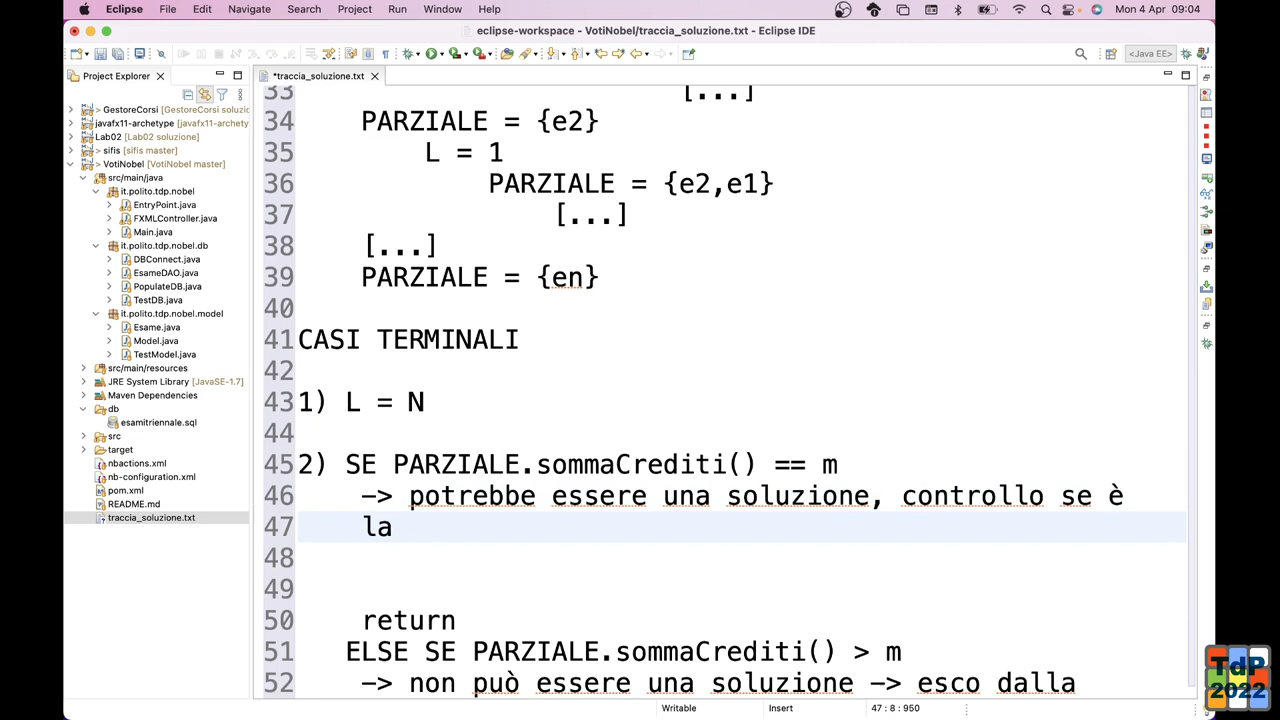 Eclipse File Edit Navigate Search Project Run Window Help Mon 4 Apr 09:04
eclipse-workspace - VotiNobel/traccia_soluzione.txt - Eclipse IDE
<Java EE>
Project Explorer
*traccia_soluzione.txt
> GestoreCorsi [GestoreCorsi soluzic
javafx11-archetype [javafx11-archety
Lab02 [Lab02 soluzione]
> sifis [sifis master]
> VotiNobel [VotiNobel master]
src/main/java
it.polito.tdp.nobel
EntryPoint.java
FXMLController.java
Main.java
it.polito.tdp.nobel.db
DBConnect.java
EsameDAO.java
PopulateDB.java
TestDB.java
it.polito.tdp.nobel.model
Esame.java
Model.java
TestModel.java
src/main/resources
JRE System Library [JavaSE-1.7]
Maven Dependencies
db
esamitriennale.sql
src
target
nbactions.xml
nb-configuration.xml
pom.xml
README.md
traccia_soluzione.txt
33 [...]
34 PARZIALE = {e2}
35 L = 1
36 PARZIALE = {e2,e1}
37 [...]
38 [...]
39 PARZIALE = {en}
40
41 CASI TERMINALI
42
43 1) L = N
44
45 2) SE PARZIALE.sommaCrediti() == m
46 -> potrebbe essere una soluzione, controllo se è
47 la
48
49
50 return
51 ELSE SE PARZIALE.sommaCrediti() > m
52 -> non può essere una soluzione -> esco dalla
Writable Insert 47 : 8 : 950
TdP
2022